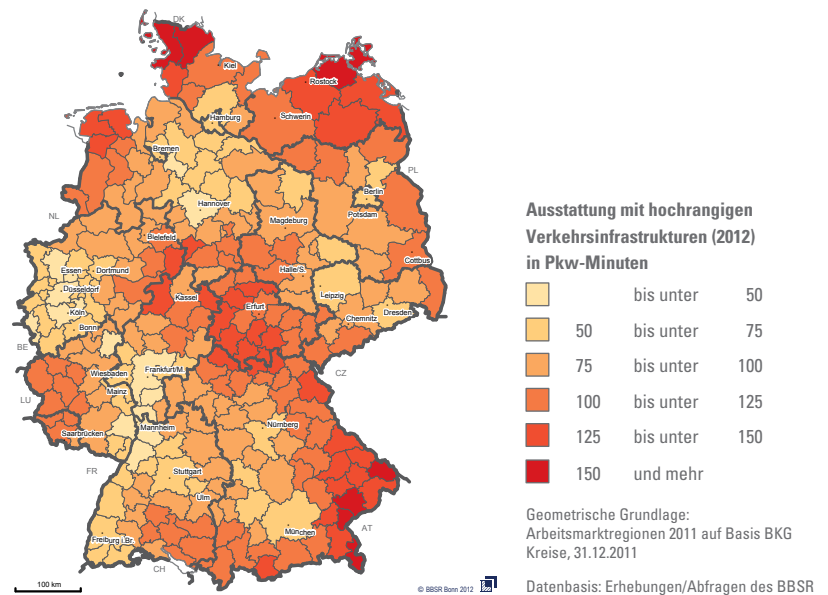 DK
Kiel
Rostock
Hamburg
Schwerin
Bremen
PL
Berlin
Hannover
NL
Potsdam
Magdeburg
Bielefeld
Cottbus
Essen
Dortmund
Halle/S.
Düsseldorf
Leipzig
Kassel
Erfurt
Köln
Dresden
Chemnitz
Bonn
BE
Wiesbaden
Frankfurt/M.
CZ
Mainz
LU
Saarbrücken
Mannheim
Nürnberg
FR
Stuttgart
Ulm
AT
München
Freiburg i.Br.
CH
100 km
© BBSR Bonn 2012
Ausstattung mit hochrangigen
Verkehrsinfrastrukturen (2012)
in Pkw-Minuten
bis unter 50
50 bis unter 75
75 bis unter 100
100 bis unter 125
125 bis unter 150
150 und mehr
Geometrische Grundlage:
Arbeitsmarktregionen 2011 auf Basis BKG
Kreise, 31.12.2011
Datenbasis: Erhebungen/Abfragen des BBSR